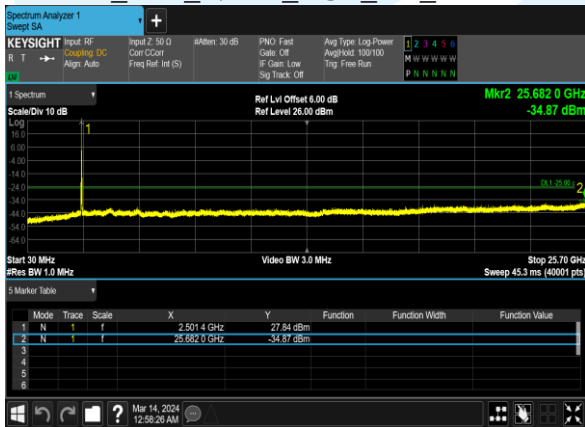 Spectrum Analyzer 1
Swept SA
+
KEYSIGHT Input: RF Input Z: 50 Ω #Atten: 30 dB PNO: Fast Avg Type: Log-Power 1 2 3 4 5 6
R T Coupling: DC Corr CCorr Gate: Off Avg|Hold: 100/100 M W W W W W
Align: Auto Freq Ref: Int (S) IF Gain: Low Trig: Free Run
Sig Track: Off P N N N N N
1 Spectrum
Ref Lvl Offset 6.00 dB Mkr2 25.682 0 GHz
Scale/Div 10 dB Ref Level 26.00 dBm -34.87 dBm
Log
16.0
1
6.00
-4.00
-14.0
-24.0 DL1 -25.00 2
-34.0
-44.0
-54.0
-64.0
Start 30 MHz Video BW 3.0 MHz Stop 25.70 GHz
#Res BW 1.0 MHz Sweep 45.3 ms (40001 pts)
5 Marker Table
Mode Trace Scale X Y Function Function Width Function Value
1 N 1 f 2.501 4 GHz 27.84 dBm
2 N 1 f 25.682 0 GHz -34.87 dBm
3
4
5
6
? Mar 14, 2024
12:58:26 AM